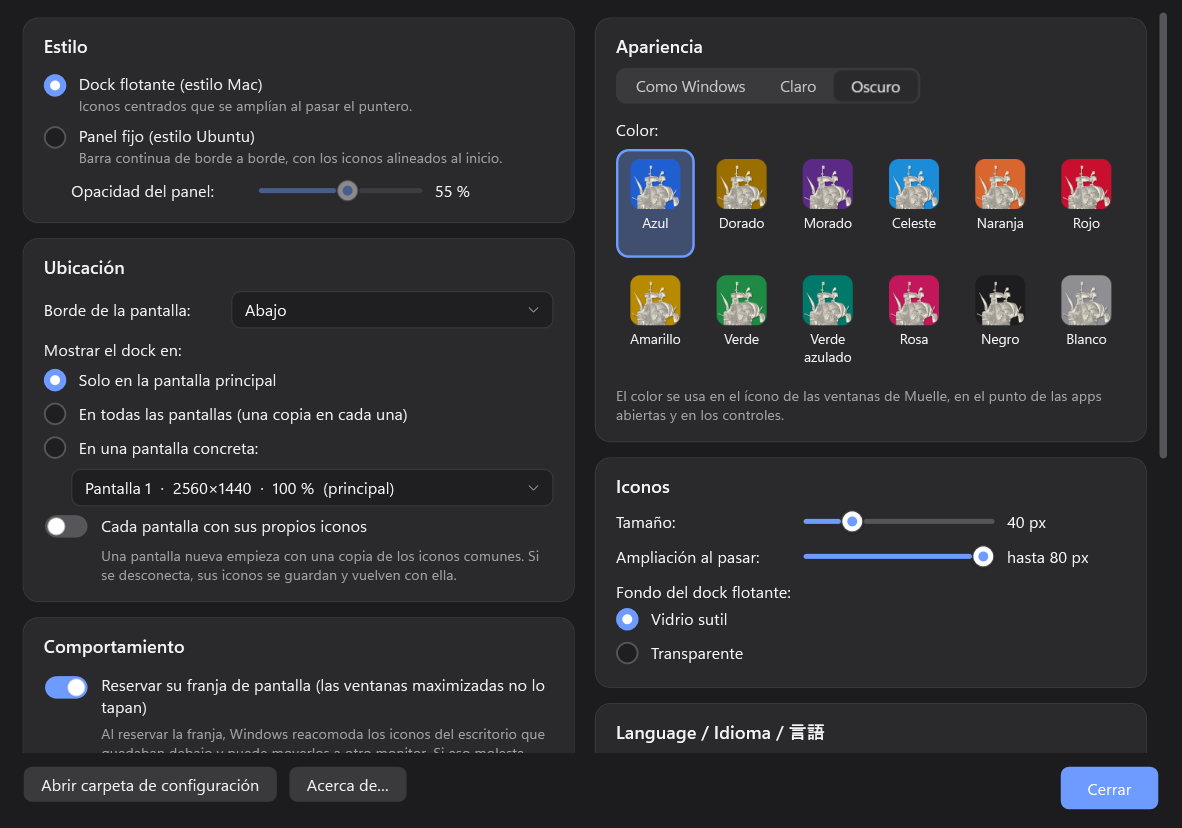 Estilo
Dock flotante (estilo Mac)
Iconos centrados que se amplían al pasar el puntero.
Panel fijo (estilo Ubuntu)
Barra continua de borde a borde, con los iconos alineados al inicio.
Opacidad del panel:
55 %
Ubicación
Borde de la pantalla:
Abajo
Mostrar el dock en:
Solo en la pantalla principal
En todas las pantallas (una copia en cada una)
En una pantalla concreta:
Pantalla 1 · 2560×1440 · 100 % (principal)
Cada pantalla con sus propios iconos
Una pantalla nueva empieza con una copia de los iconos comunes. Si
se desconecta, sus iconos se guardan y vuelven con ella.
Comportamiento
Reservar su franja de pantalla (las ventanas maximizadas no lo
tapan)
Al reservar la franja, Windows reacomoda los iconos del escritorio que
quedaban debajo y puede moverlos a otro monitor. Si eso molesta,
Apariencia
Como Windows
Claro
Oscuro
Color:
Azul
Dorado
Morado
Celeste
Naranja
Rojo
Amarillo
Verde
Verde
azulado
Rosa
Negro
Blanco
El color se usa en el ícono de las ventanas de Muelle, en el punto de las apps
abiertas y en los controles.
Iconos
Tamaño:
40 px
Ampliación al pasar:
hasta 80 px
Fondo del dock flotante:
Vidrio sutil
Transparente
Language / Idioma / 言語
Abrir carpeta de configuración
Acerca de...
Cerrar